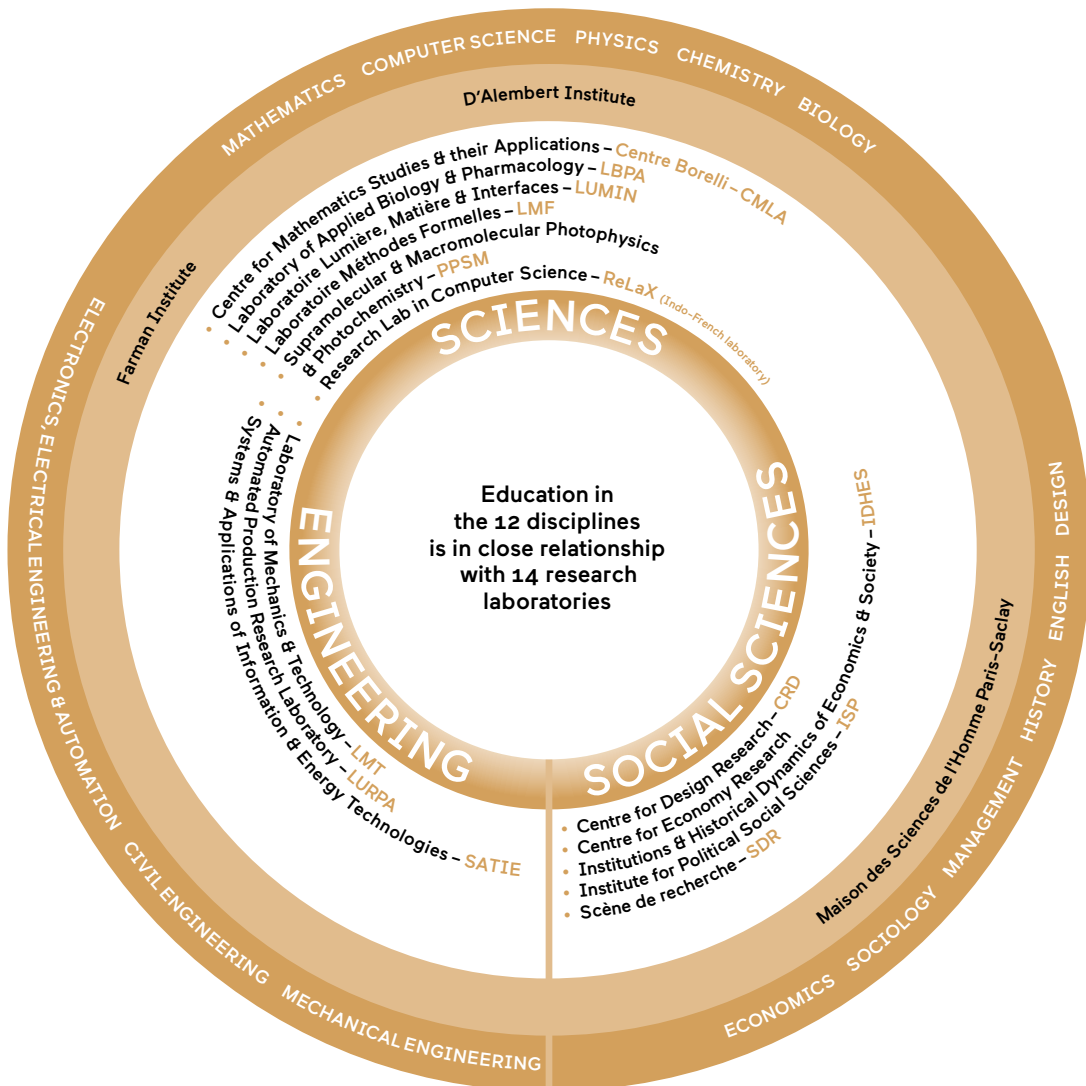 MATHEMATICS COMPUTER SCIENCE PHYSICS CHEMISTRY BIOLOGY
D'Alembert Institute
Farman Institute
• Centre for Mathematics Studies & their Applications – Centre Borelli – CMLA
• Laboratory of Applied Biology & Pharmacology – LBPA
• Laboratoire Lumière, Matière & Interfaces – LUMIN
• Laboratoire Méthodes Formelles – LMF
• Supramolecular & Macromolecular Photophysics
& Photochemistry – PPSM
• Research Lab in Computer Science – ReLaX (Indo-French laboratory)
SCIENCES
ELECTRONICS, ELECTRICAL ENGINEERING & AUTOMATION CIVIL ENGINEERING MECHANICAL ENGINEERING
• Laboratory of Mechanics & Technology – LMT
• Automated Production Research Laboratory – LURPA
• Systems & Applications of Information & Energy Technologies – SATIE
ENGINEERING
Education in
the 12 disciplines
is in close relationship
with 14 research
laboratories
SOCIAL SCIENCES
• Centre for Design Research – CRD
• Centre for Economy Research
• Institutions & Historical Dynamics of Economics & Society – IDHES
• Institute for Political Social Sciences – ISP
• Scène de recherche – SDR
Maison des Sciences de l'Homme Paris-Saclay
ECONOMICS SOCIOLOGY MANAGEMENT HISTORY ENGLISH DESIGN